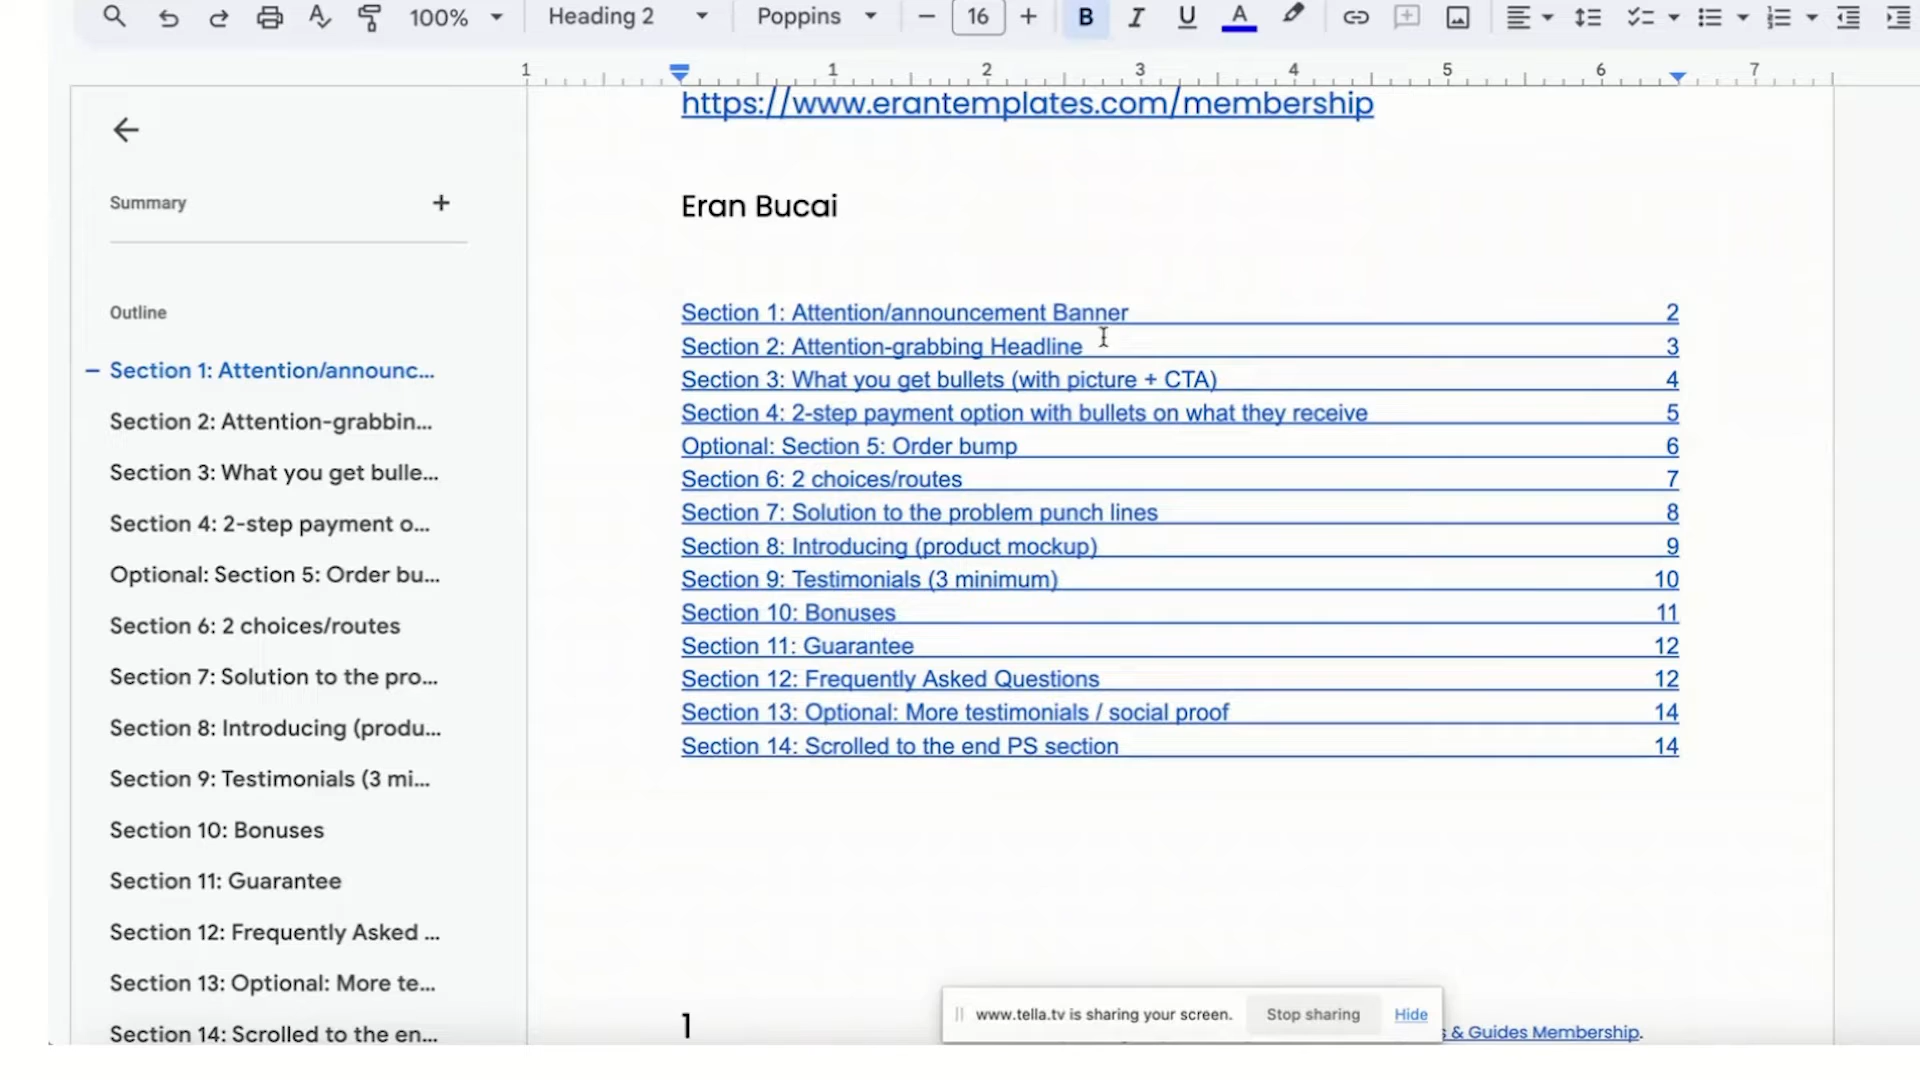 100% Heading 2 Poppins 16 B I U A
1 1 2 3 4 5 6 7
https://www.erantemplates.com/membership
Summary
Eran Bucai
Outline
Section 1: Attention/announc...
Section 2: Attention-grabbin...
Section 3: What you get bulle...
Section 4: 2-step payment o...
Optional: Section 5: Order bu...
Section 6: 2 choices/routes
Section 7: Solution to the pro...
Section 8: Introducing (produ...
Section 9: Testimonials (3 mi...
Section 10: Bonuses
Section 11: Guarantee
Section 12: Frequently Asked ...
Section 13: Optional: More te...
Section 14: Scrolled to the en...
Section 1: Attention/announcement Banner 2
Section 2: Attention-grabbing Headline 3
Section 3: What you get bullets (with picture + CTA) 4
Section 4: 2-step payment option with bullets on what they receive 5
Optional: Section 5: Order bump 6
Section 6: 2 choices/routes 7
Section 7: Solution to the problem punch lines 8
Section 8: Introducing (product mockup) 9
Section 9: Testimonials (3 minimum) 10
Section 10: Bonuses 11
Section 11: Guarantee 12
Section 12: Frequently Asked Questions 12
Section 13: Optional: More testimonials / social proof 14
Section 14: Scrolled to the end PS section 14
1
www.tella.tv is sharing your screen. Stop sharing Hide
s & Guides Membership.